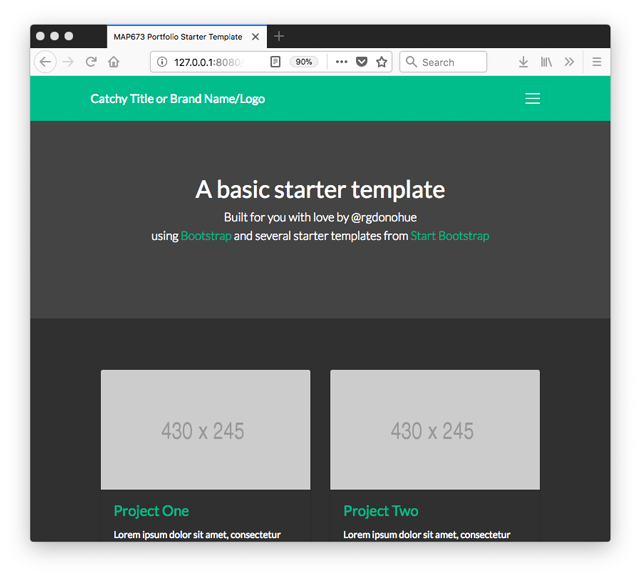 MAP673 Portfolio Starter Template
127.0.0.1:8080/
90%
Search
Catchy Title or Brand Name/Logo
A basic starter template
Built for you with love by @rgdonohue
using Bootstrap and several starter templates from Start Bootstrap
430 x 245
430 x 245
Project One
Project Two
Lorem ipsum dolor sit amet, consectetur
Lorem ipsum dolor sit amet, consectetur